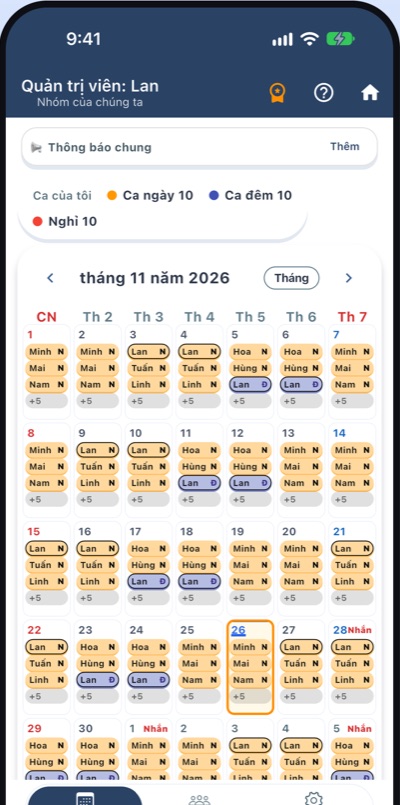 9:41
Quản trị viên: Lan
Nhóm của chúng ta
Thông báo chung Thêm
Ca của tôi Ca ngày 10 Ca đêm 10
Nghỉ 10
tháng 11 năm 2026 Tháng
CN Th 2 Th 3 Th 4 Th 5 Th 6 Th 7
1 2 3 4 5 6 7
Minh N Minh N Lan N Lan N Hoa N Hoa N Minh N
Mai N Mai N Tuấn N Tuấn N Hùng N Hùng N Mai N
Nam N Nam N Linh N Linh N Lan Đ Lan Đ Nam N
+5 +5 +5 +5 +5 +5 +5
8 9 10 11 12 13 14
Minh N Lan N Lan N Hoa N Hoa N Minh N Minh N
Mai N Tuấn N Tuấn N Hùng N Hùng N Mai N Mai N
Nam N Linh N Linh N Lan Đ Lan Đ Nam N Nam N
+5 +5 +5 +5 +5 +5 +5
15 16 17 18 19 20 21
Lan N Lan N Hoa N Hoa N Minh N Minh N Lan N
Tuấn N Tuấn N Hùng N Hùng N Mai N Mai N Tuấn N
Linh N Linh N Lan Đ Lan Đ Nam N Nam N Linh N
+5 +5 +5 +5 +5 +5 +5
22 23 24 25 26 27 28 Nhắn
Lan N Hoa N Hoa N Minh N Minh N Lan N Lan N
Tuấn N Hùng N Hùng N Mai N Mai N Tuấn N Tuấn N
Linh N Lan Đ Lan Đ Nam N Nam N Linh N Linh N
+5 +5 +5 +5 +5 +5 +5
29 30 1 Nhắn 2 3 4 5 Nhắn
Hoa N Hoa N Minh N Minh N Lan N Lan N Hoa N
Hùng N Hùng N Mai N Mai N Tuấn N Tuấn N Hùng N
Lan Đ Lan Đ Nam N Nam N Linh N Linh N Lan Đ